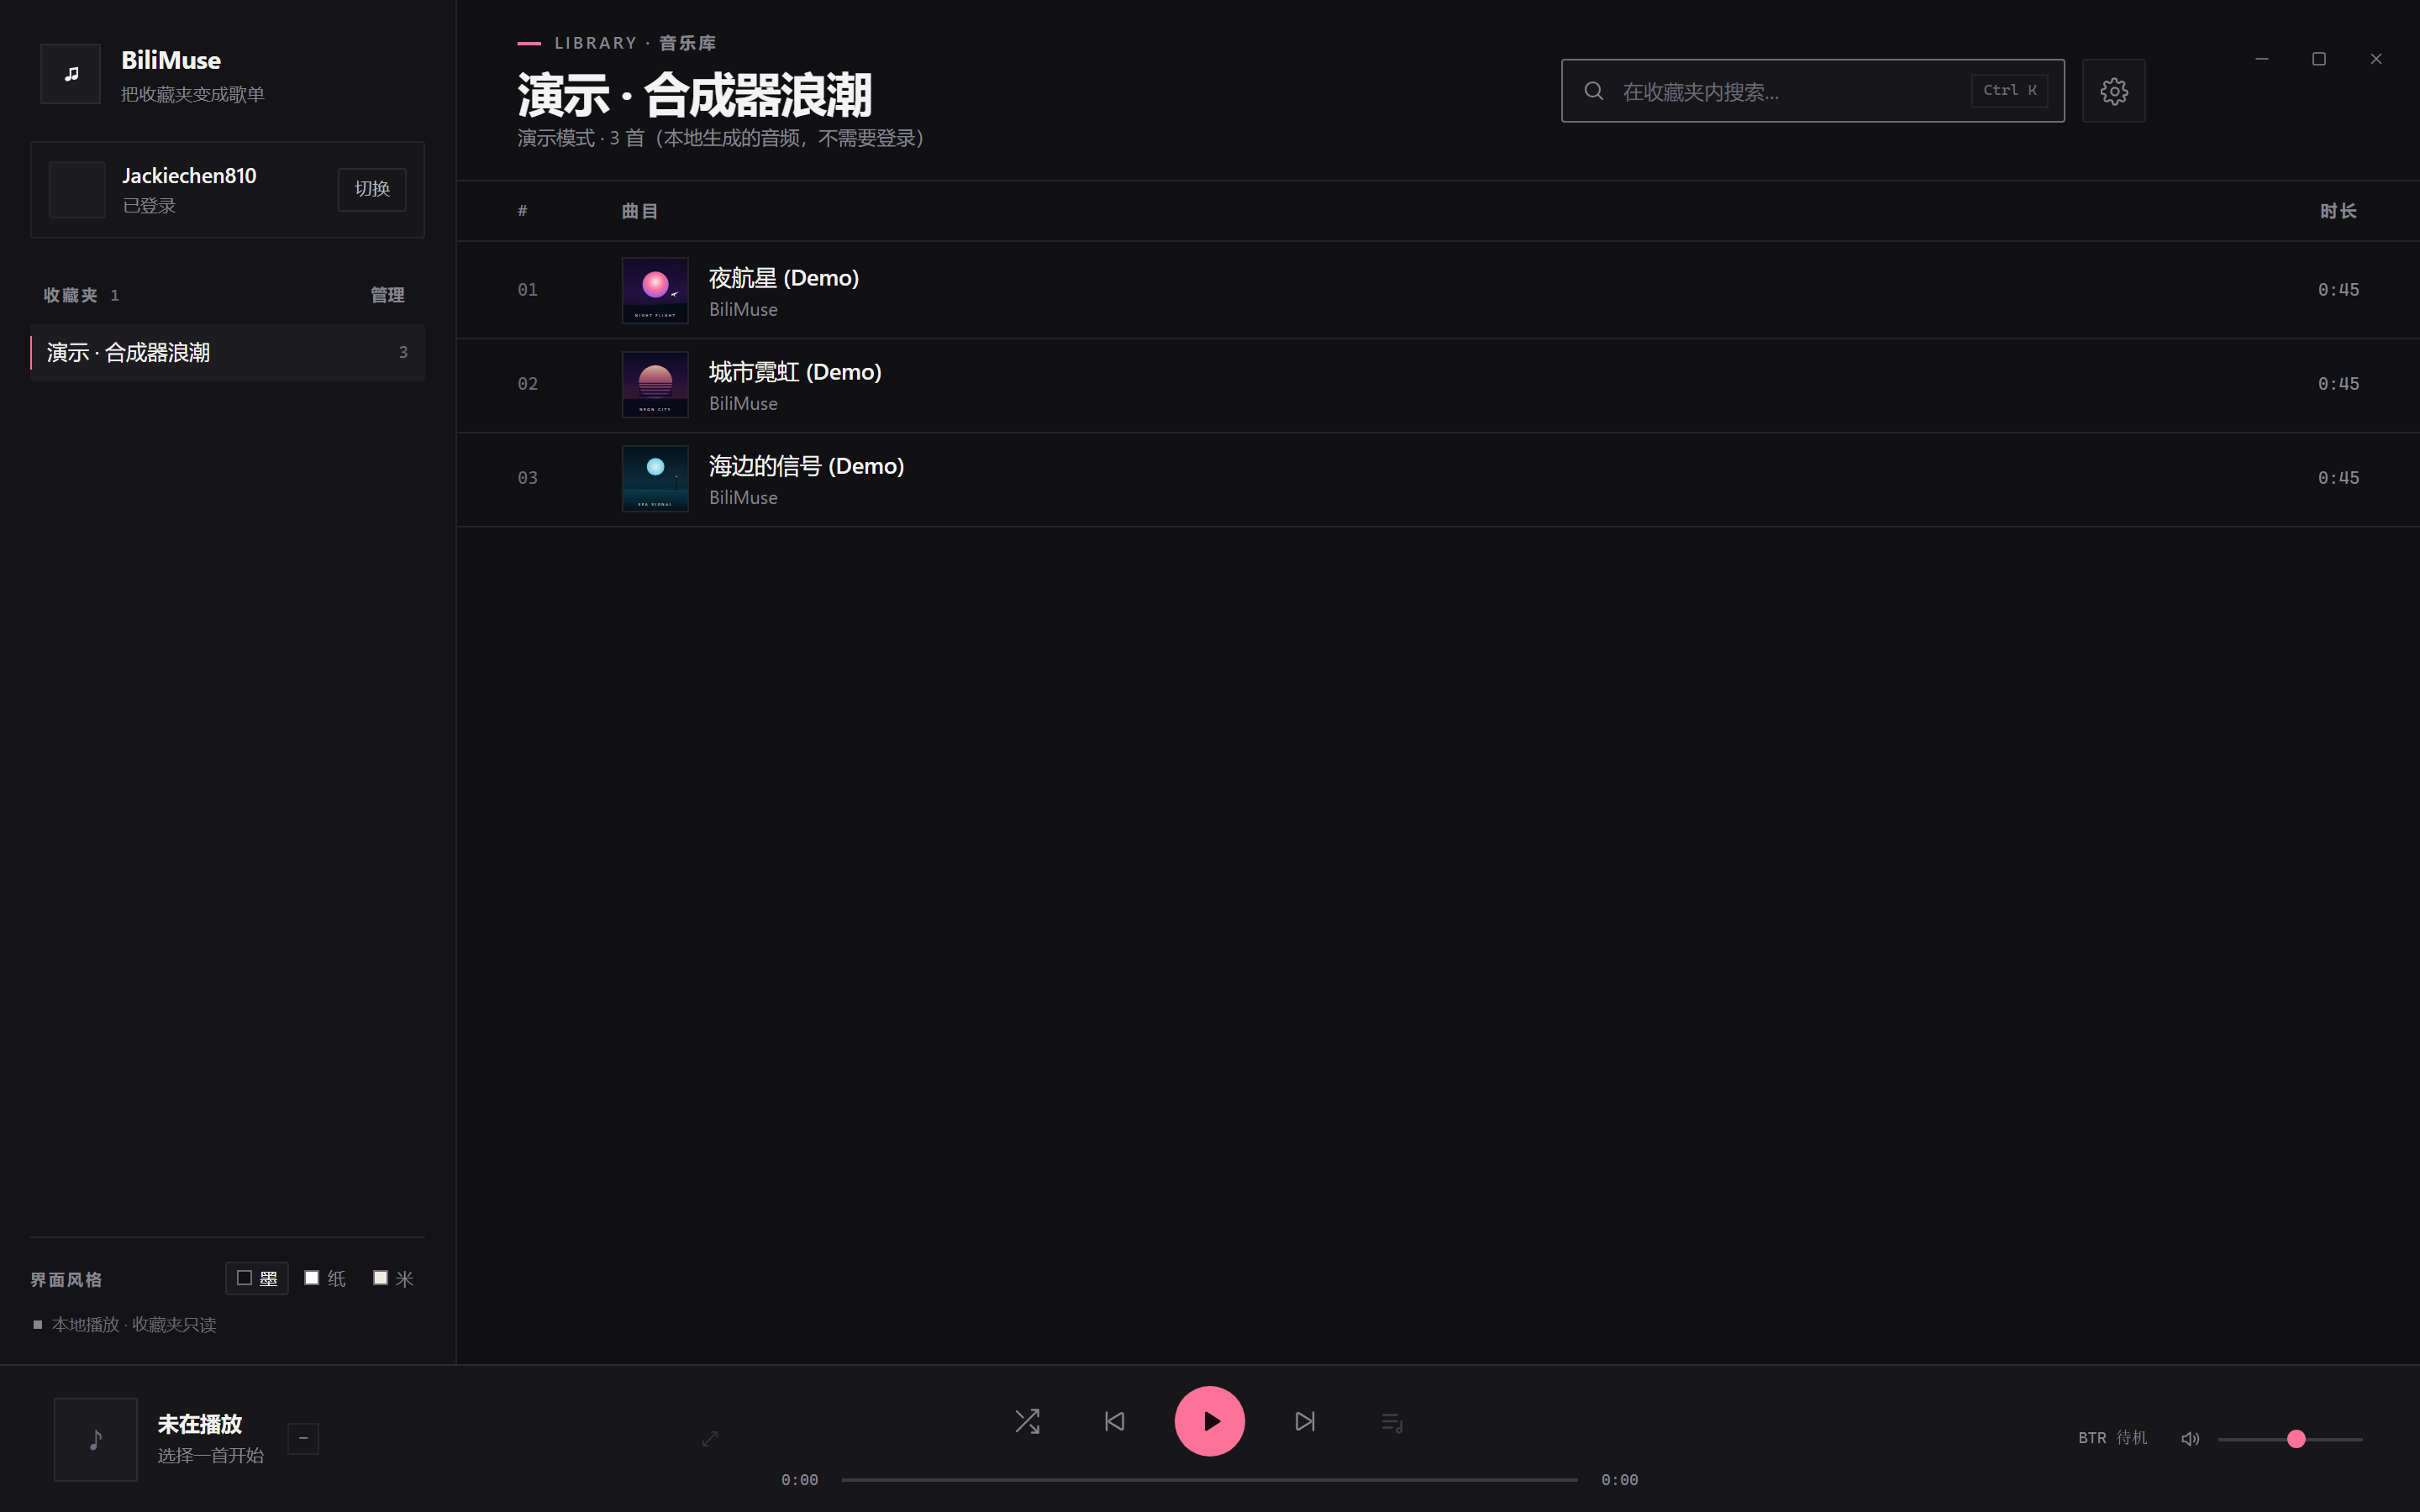 BiliMuse
把收藏夹变成歌单
Jackiechen810
已登录
切换
收藏夹 1
管理
演示 · 合成器浪潮
3
界面风格
墨
纸
米
本地播放 · 收藏夹只读
LIBRARY · 音乐库
演示 · 合成器浪潮
演示模式 · 3 首（本地生成的音频，不需要登录）
在收藏夹内搜索...
Ctrl K
# 曲目 时长
01
NIGHT FLIGHT
夜航星 (Demo)
BiliMuse
0:45
02
NEON CITY
城市霓虹 (Demo)
BiliMuse
0:45
03
SEA SIGNAL
海边的信号 (Demo)
BiliMuse
0:45
未在播放
选择一首开始
0:00
0:00
BTR 待机